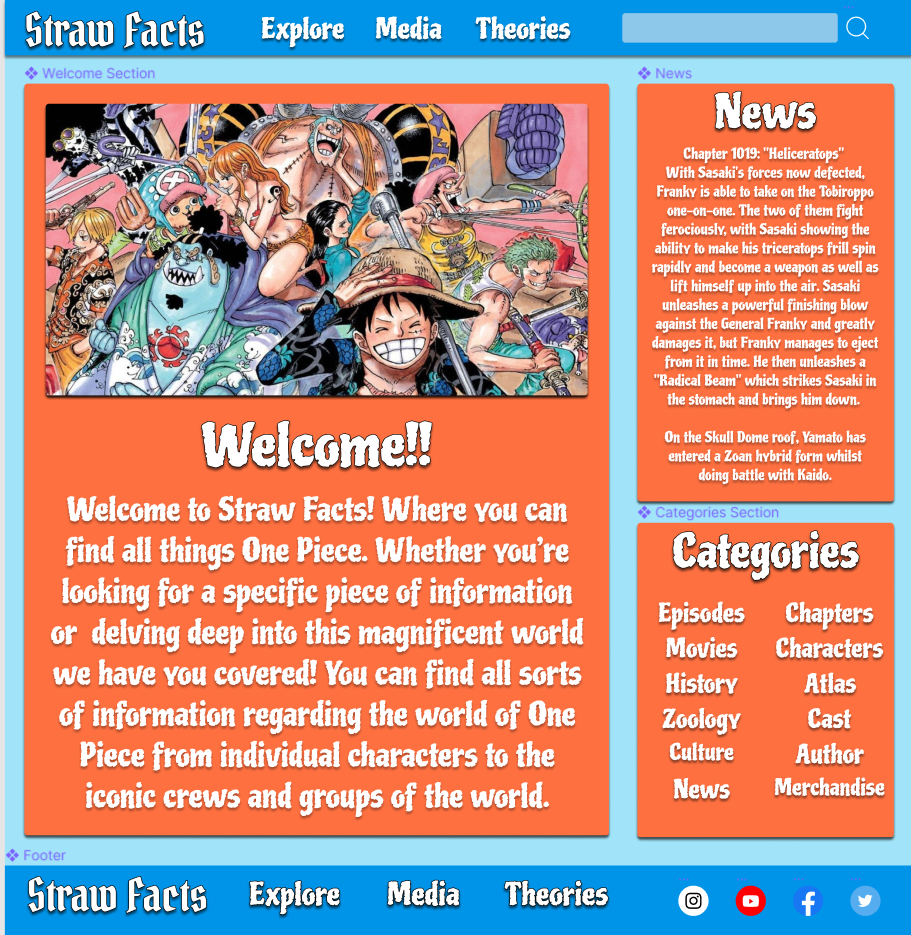 Straw Facts
Explore
Media
Theories
Welcome Section
Welcome!!
Welcome to Straw Facts! Where you can
find all things One Piece. Whether you're
looking for a specific piece of information
or delving deep into this magnificent world
we have you covered! You can find all sorts
of information regarding the world of One
Piece from individual characters to the
iconic crews and groups of the world.
News
News
Chapter 1019: "Heliceratops"
With Sasaki's forces now defected,
Franky is able to take on the Tobiroppo
one-on-one. The two of them fight
ferociously, with Sasaki showing the
ability to make his triceratops frill spin
rapidly and become a weapon as well as
lift himself up into the air. Sasaki
unleashes a powerful finishing blow
against the General Franky and greatly
damages it, but Franky manages to eject
from it in time. He then unleashes a
"Radical Beam" which strikes Sasaki in
the stomach and brings him down.
On the Skull Dome roof, Yamato has
entered a Zoan hybrid form whilst
doing battle with Kaido.
Categories Section
Categories
Episodes
Chapters
Movies
Characters
History
Atlas
Zoology
Cast
Culture
Author
News
Merchandise
Footer
Straw Facts
Explore
Media
Theories